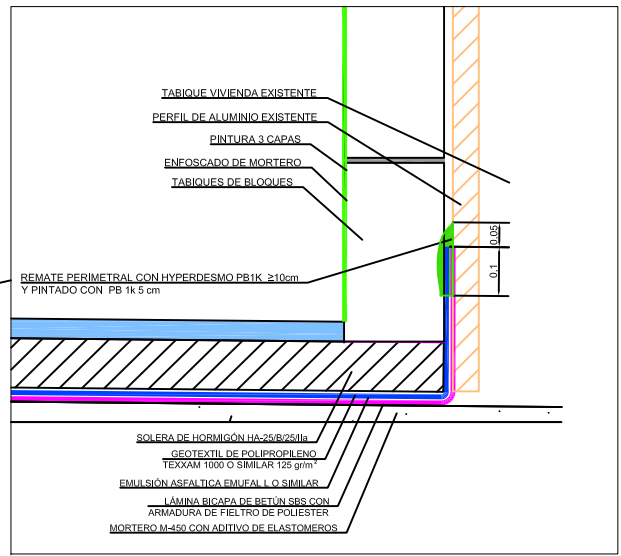 TABIQUE VIVIENDA EXISTENTE
PERFIL DE ALUMINIO EXISTENTE
PINTURA 3 CAPAS
ENFOSCADO DE MORTERO
TABIQUES DE BLOQUES
0,05
0,1
REMATE PERIMETRAL CON HYPERDESMO PB1K ≥10cm
Y PINTADO CON PB 1k 5 cm
SOLERA DE HORMIGÓN HA-25/B/25/IIa
GEOTEXTIL DE POLIPROPILENO
TEXXAM 1000 O SIMILAR 125 gr/m²
EMULSIÓN ASFALTICA EMUFAL L O SIMILAR
LÁMINA BICAPA DE BETÚN SBS CON
ARMADURA DE FIELTRO DE POLIESTER
MORTERO M-450 CON ADITIVO DE ELASTOMEROS